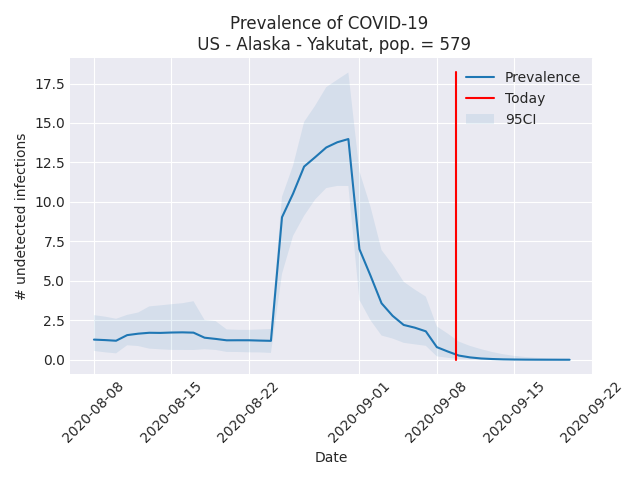 Prevalence of COVID-19
US - Alaska - Yakutat, pop. = 579
Prevalence
Today
95CI
17.5
15.0
12.5
10.0
7.5
5.0
2.5
0.0
# undetected infections
2020-08-08
2020-08-15
2020-08-22
2020-09-01
2020-09-08
2020-09-15
2020-09-22
Date